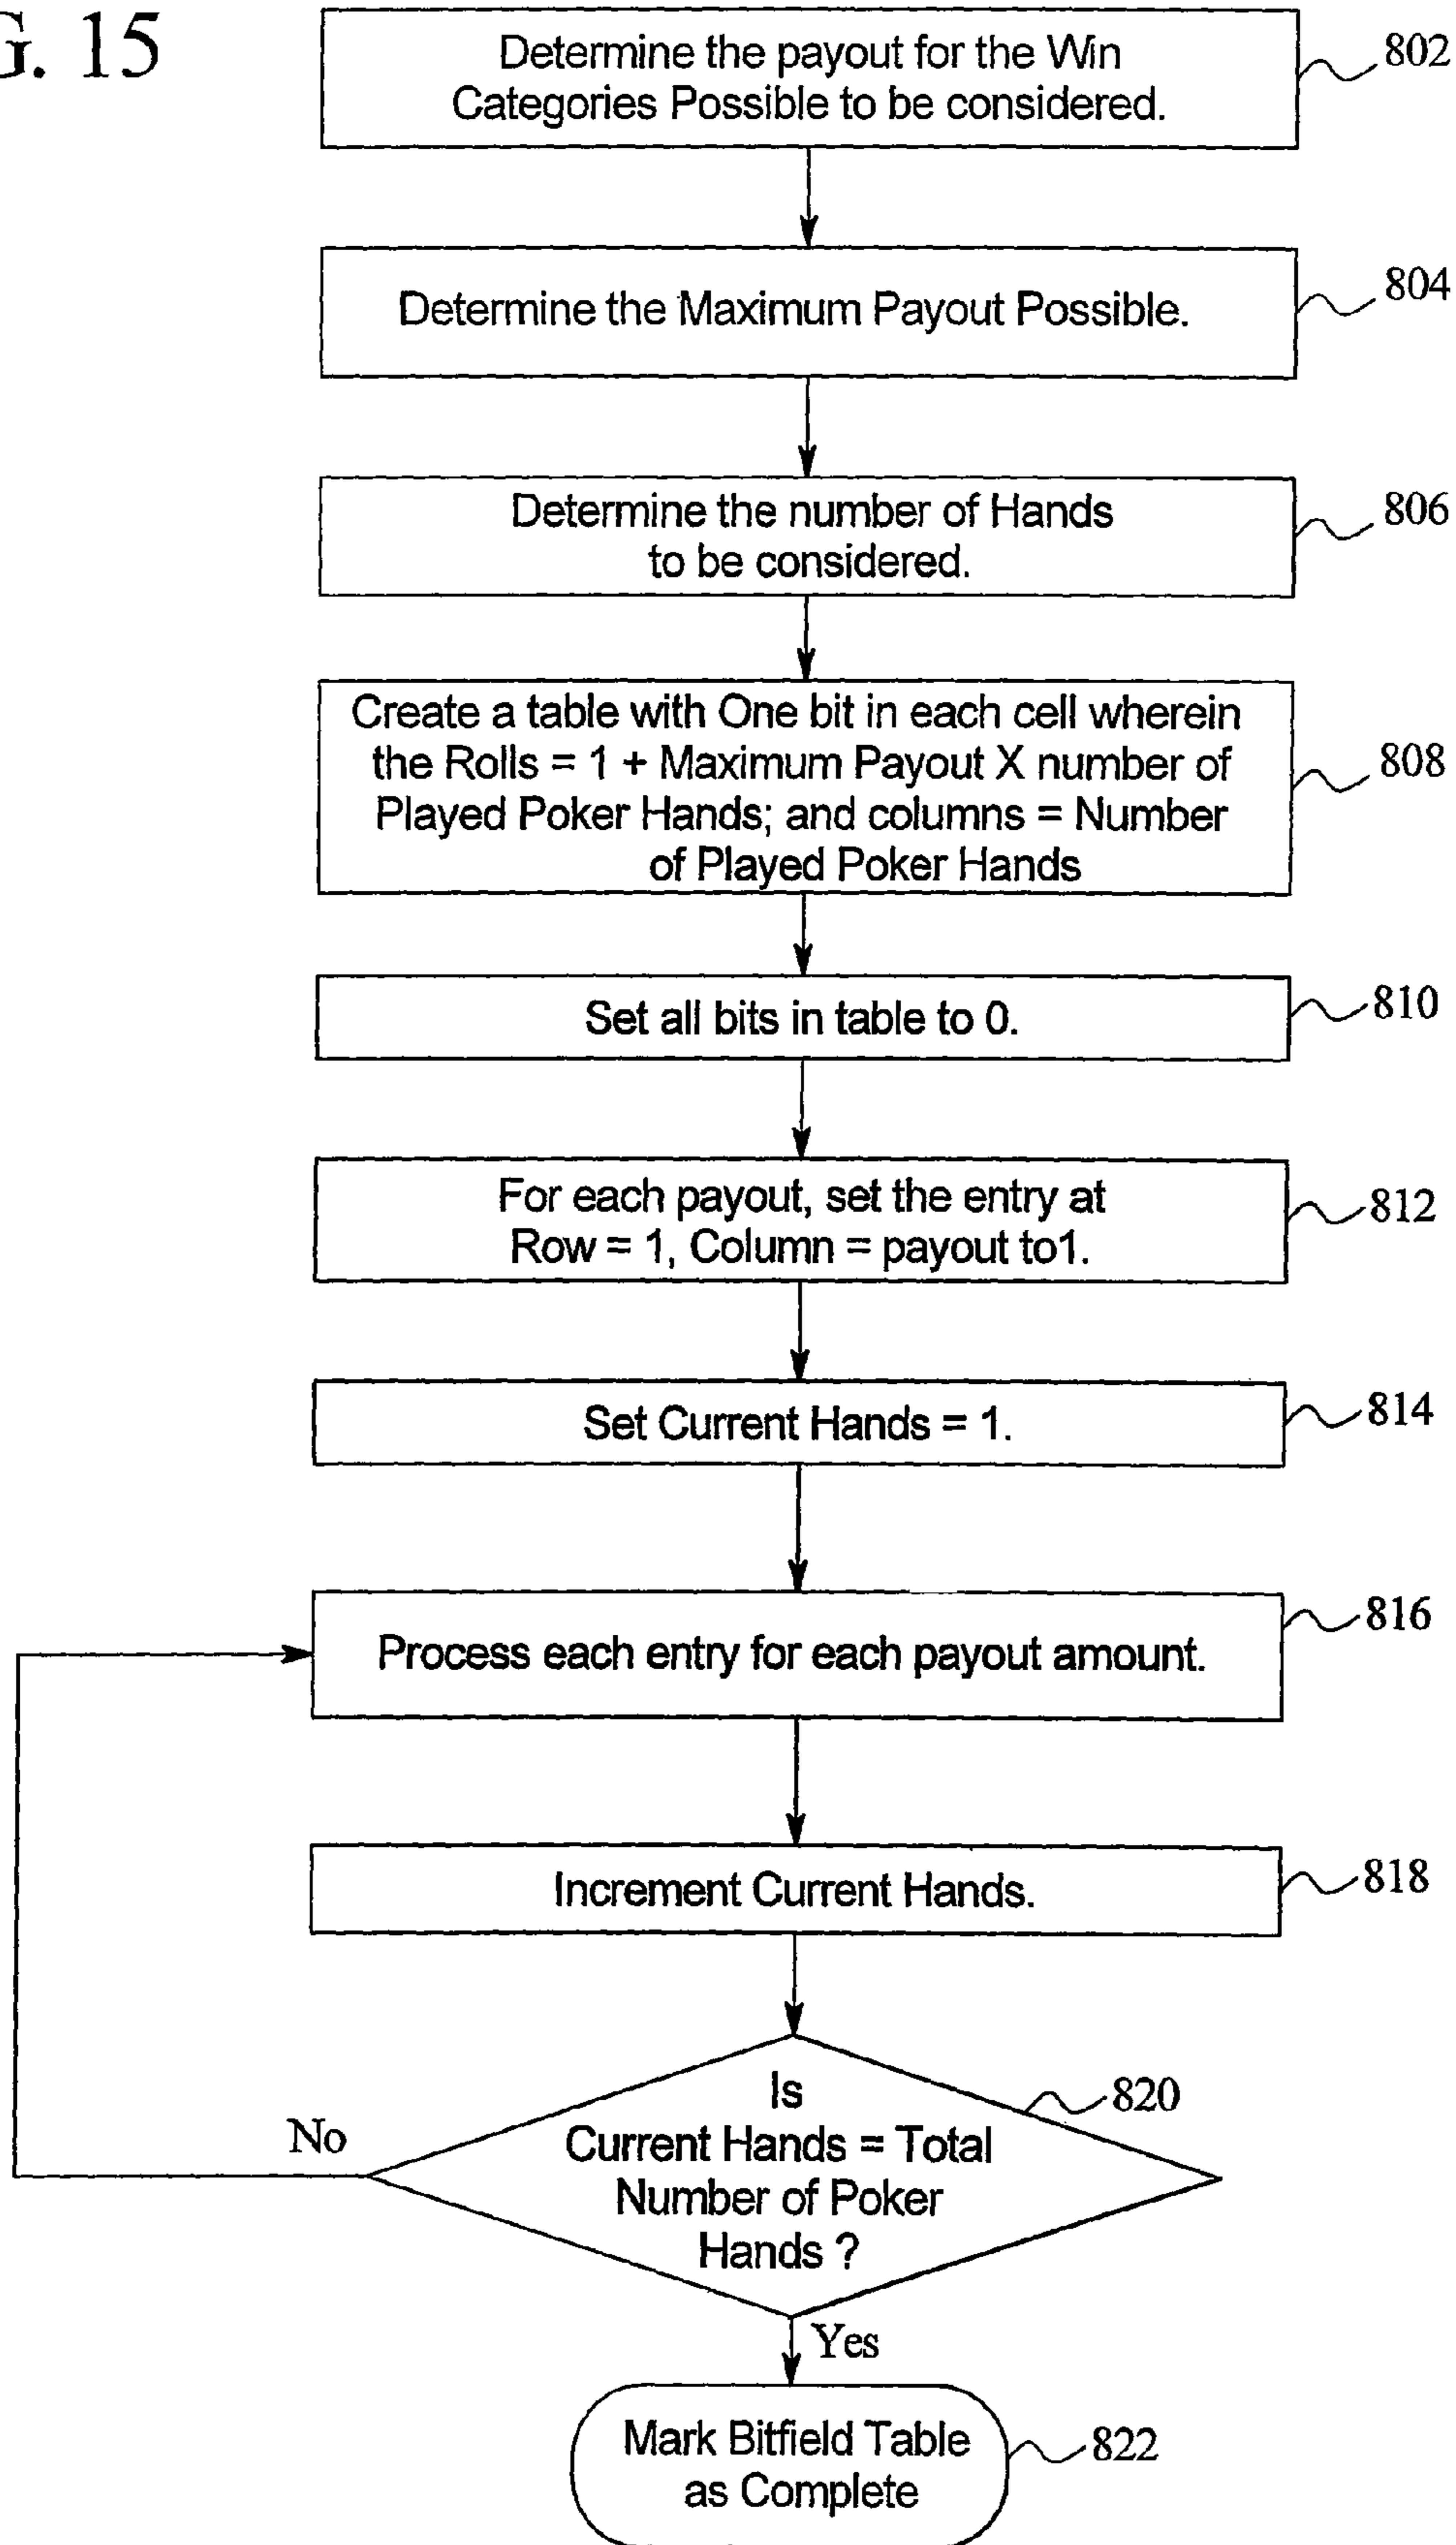 G. 15
Determine the payout for the Win
Categories Possible to be considered.
802
Determine the Maximum Payout Possible.
804
Determine the number of Hands
to be considered.
806
Create a table with One bit in each cell wherein
the Rolls = 1 + Maximum Payout X number of
Played Poker Hands; and columns = Number
of Played Poker Hands
808
Set all bits in table to 0.
810
For each payout, set the entry at
Row = 1, Column = payout to1.
812
Set Current Hands = 1.
814
Process each entry for each payout amount.
816
Increment Current Hands.
818
Is
Current Hands = Total
Number of Poker
Hands ?
820
No
Yes
Mark Bitfield Table
as Complete
822